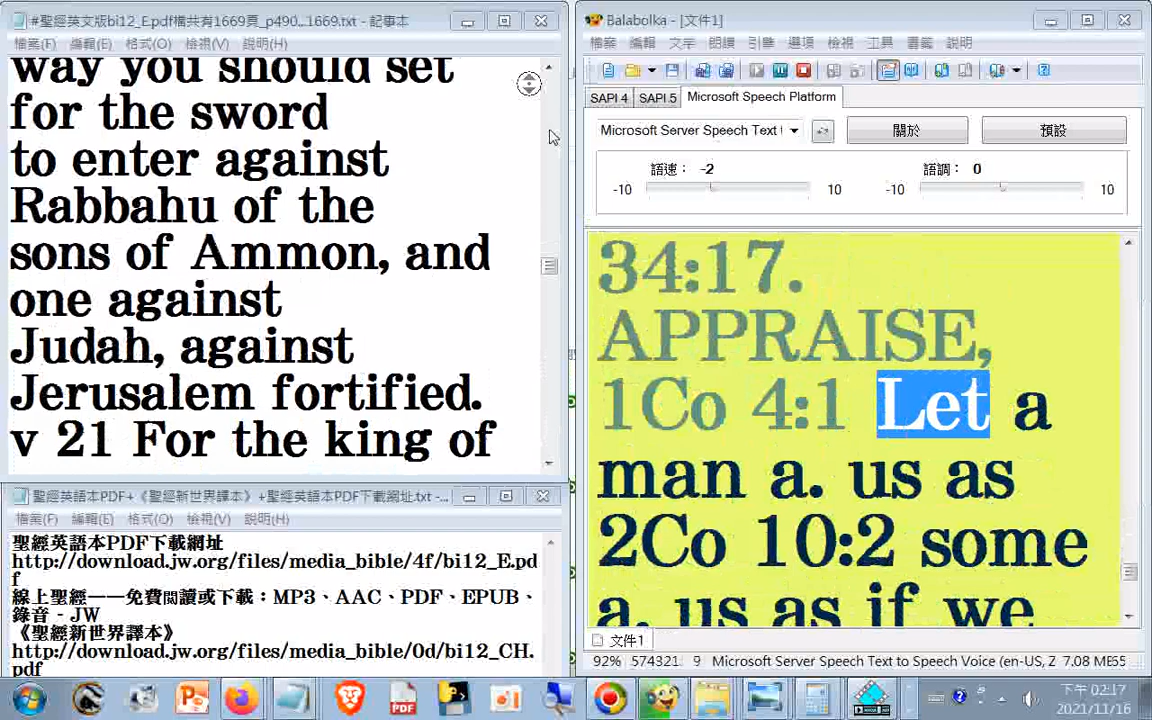 #聖經英文版bi12_E.pdf檔共有1669頁_p490,,,1669.txt - 記事本
檔案(F) 編輯(E) 格式(O) 檢視(V) 說明(H)
way you should set
for the sword
to enter against
Rabbahu of the
sons of Ammon, and
one against
Judah, against
Jerusalem fortified.
v 21 For the king of
聖經英語本PDF+《聖經新世界譯本》+聖經英語本PDF下載網址.txt - ...
檔案(F) 編輯(E) 格式(O) 檢視(V) 說明(H)
聖經英語本PDF下載網址
http://download.jw.org/files/media_bible/4f/bi12_E.pd
f
線上聖經——免費閱讀或下載：MP3、AAC、PDF、EPUB、
錄音 - JW
《聖經新世界譯本》
http://download.jw.org/files/media_bible/0d/bi12_CH.
pdf
Balabolka - [文件1]
檔案 編輯 文字 朗讀 引擎 選項 檢視 工具 書籤 說明
SAPI 4 SAPI 5 Microsoft Speech Platform
Microsoft Server Speech Text 關於 預設
語速： -2 語調： 0
-10 10 -10 10
34:17.
APPRAISE,
1Co 4:1 Let a
man a. us as
2Co 10:2 some
a. us as if we
文件1
92% 574321 9 Microsoft Server Speech Text to Speech Voice (en-US, Z 7.08 ME55
PDF
下午 02:17
2021/11/16